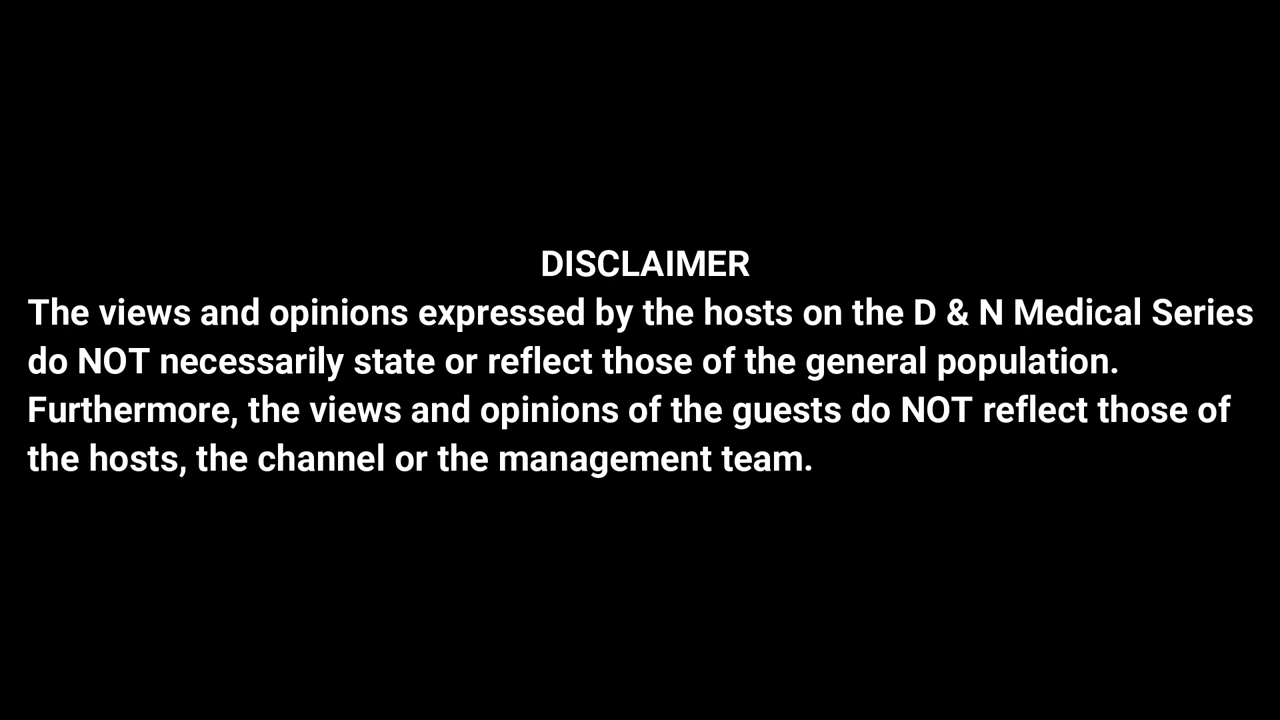 DISCLAIMER
The views and opinions expressed by the hosts on the D & N Medical Series
do NOT necessarily state or reflect those of the general population.
Furthermore, the views and opinions of the guests do NOT reflect those of
the hosts, the channel or the management team.